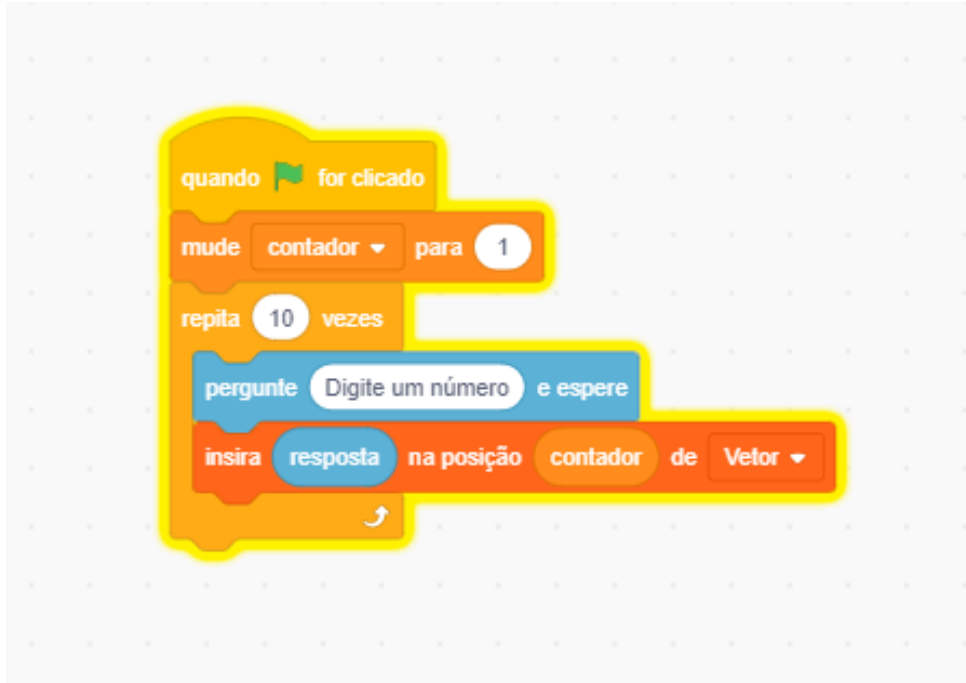 quando for clicado
mude contador para 1
repita 10 vezes
pergunte Digite um número e espere
insira resposta na posição contador de Vetor